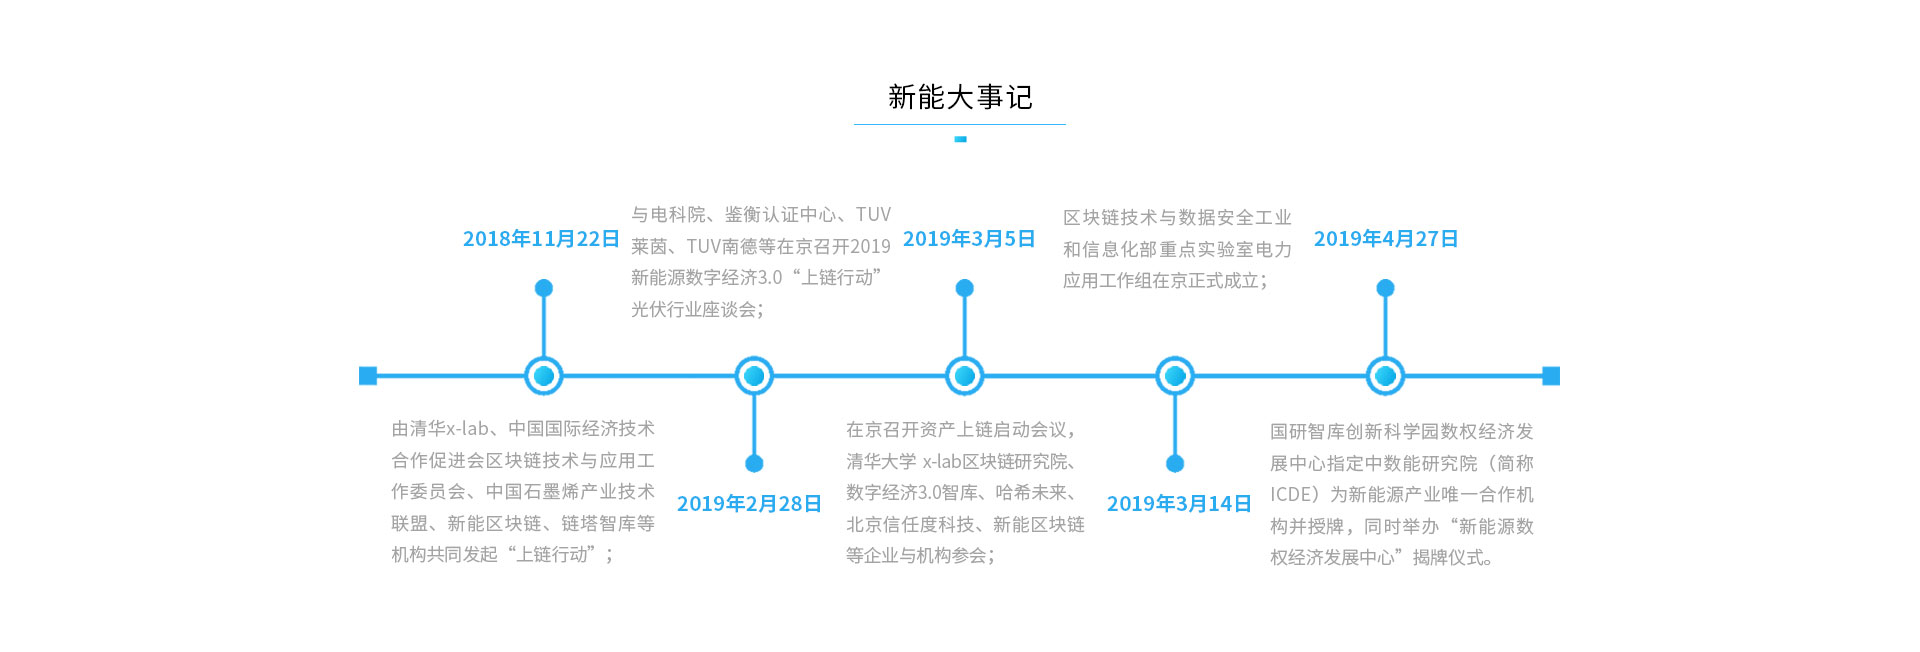 新能大事记
2018年11月22日
由清华x-lab、中国国际经济技术
合作促进会区块链技术与应用工
作委员会、中国石墨烯产业技术
联盟、新能区块链、链塔智库等
机构共同发起“上链行动”；
与电科院、鉴衡认证中心、TUV
莱茵、TUV南德等在京召开2019
新能源数字经济3.0“上链行动”
光伏行业座谈会；
2019年2月28日
2019年3月5日
在京召开资产上链启动会议，
清华大学 x-lab区块链研究院、
数字经济3.0智库、哈希未来、
北京信任度科技、新能区块链
等企业与机构参会；
区块链技术与数据安全工业
和信息化部重点实验室电力
应用工作组在京正式成立；
2019年3月14日
2019年4月27日
国研智库创新科学园数权经济发
展中心指定中数能研究院（简称
ICDE）为新能源产业唯一合作机
构并授牌，同时举办“新能源数
权经济发展中心”揭牌仪式。